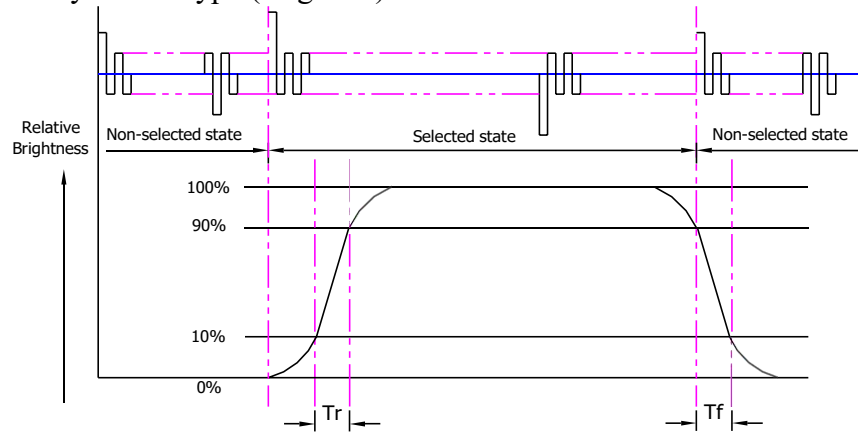 Relative
Brightness
Non-selected state
Selected state
Non-selected state
100%
90%
10%
0%
Tr
Tf